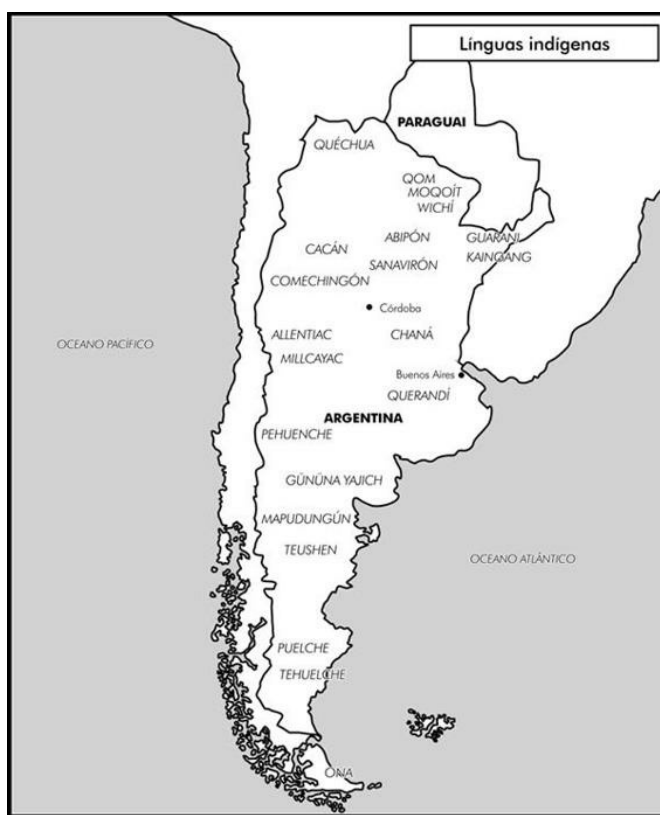 Línguas indígenas
PARAGUAI
QUÉCHUA
QOM
MOQOÍT
WICHÍ
ABIPÓN
GUARANI
CACÁN
KAINGANG
SANAVIRÓN
COMECHINGÓN
Córdoba
ALLENTIAC
CHANÁ
OCEANO PACÍFICO
MILLCAYAC
Buenos Aires
QUERANDÍ
ARGENTINA
PEHUENCHE
GÜNÜNA YAJICH
MAPUDUNGÚN
TEUSHEN
OCEANO ATLÂNTICO
PUELCHE
TEHUELCHE
ONA